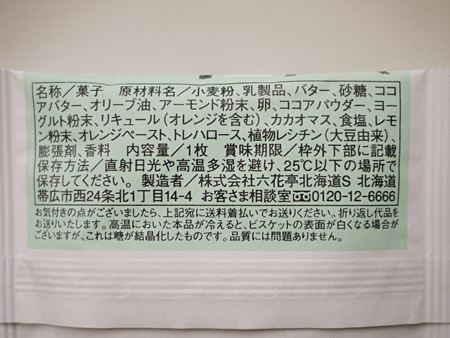 名称／菓子　原材料名／小麦粉、乳製品、バター、砂糖、ココ
アバター、オリーブ油、アーモンド粉末、卵、ココアパウダー、ヨー
グルト粉末、リキュール（オレンジを含む）、カカオマス、食塩、レモ
ン粉末、オレンジペースト、トレハロース、植物レシチン（大豆由来）、
膨張剤、香料　内容量／1枚　賞味期限／枠外下部に記載
保存方法／直射日光や高温多湿を避け、25℃以下の場所で
保存してください。製造者／株式会社六花亭北海道S 北海道
帯広市西24条北1丁目14-4　お客さま相談室 0120-12-6666
お気付きの点がございましたら、上記宛に送料着払いでお送りください。折り返し代品を
お送りいたします。高温において本品が冷えると、ビスケットの表面が白くなる場合が
ございますが、これは糖が結晶化したものです。品質には問題ありません。